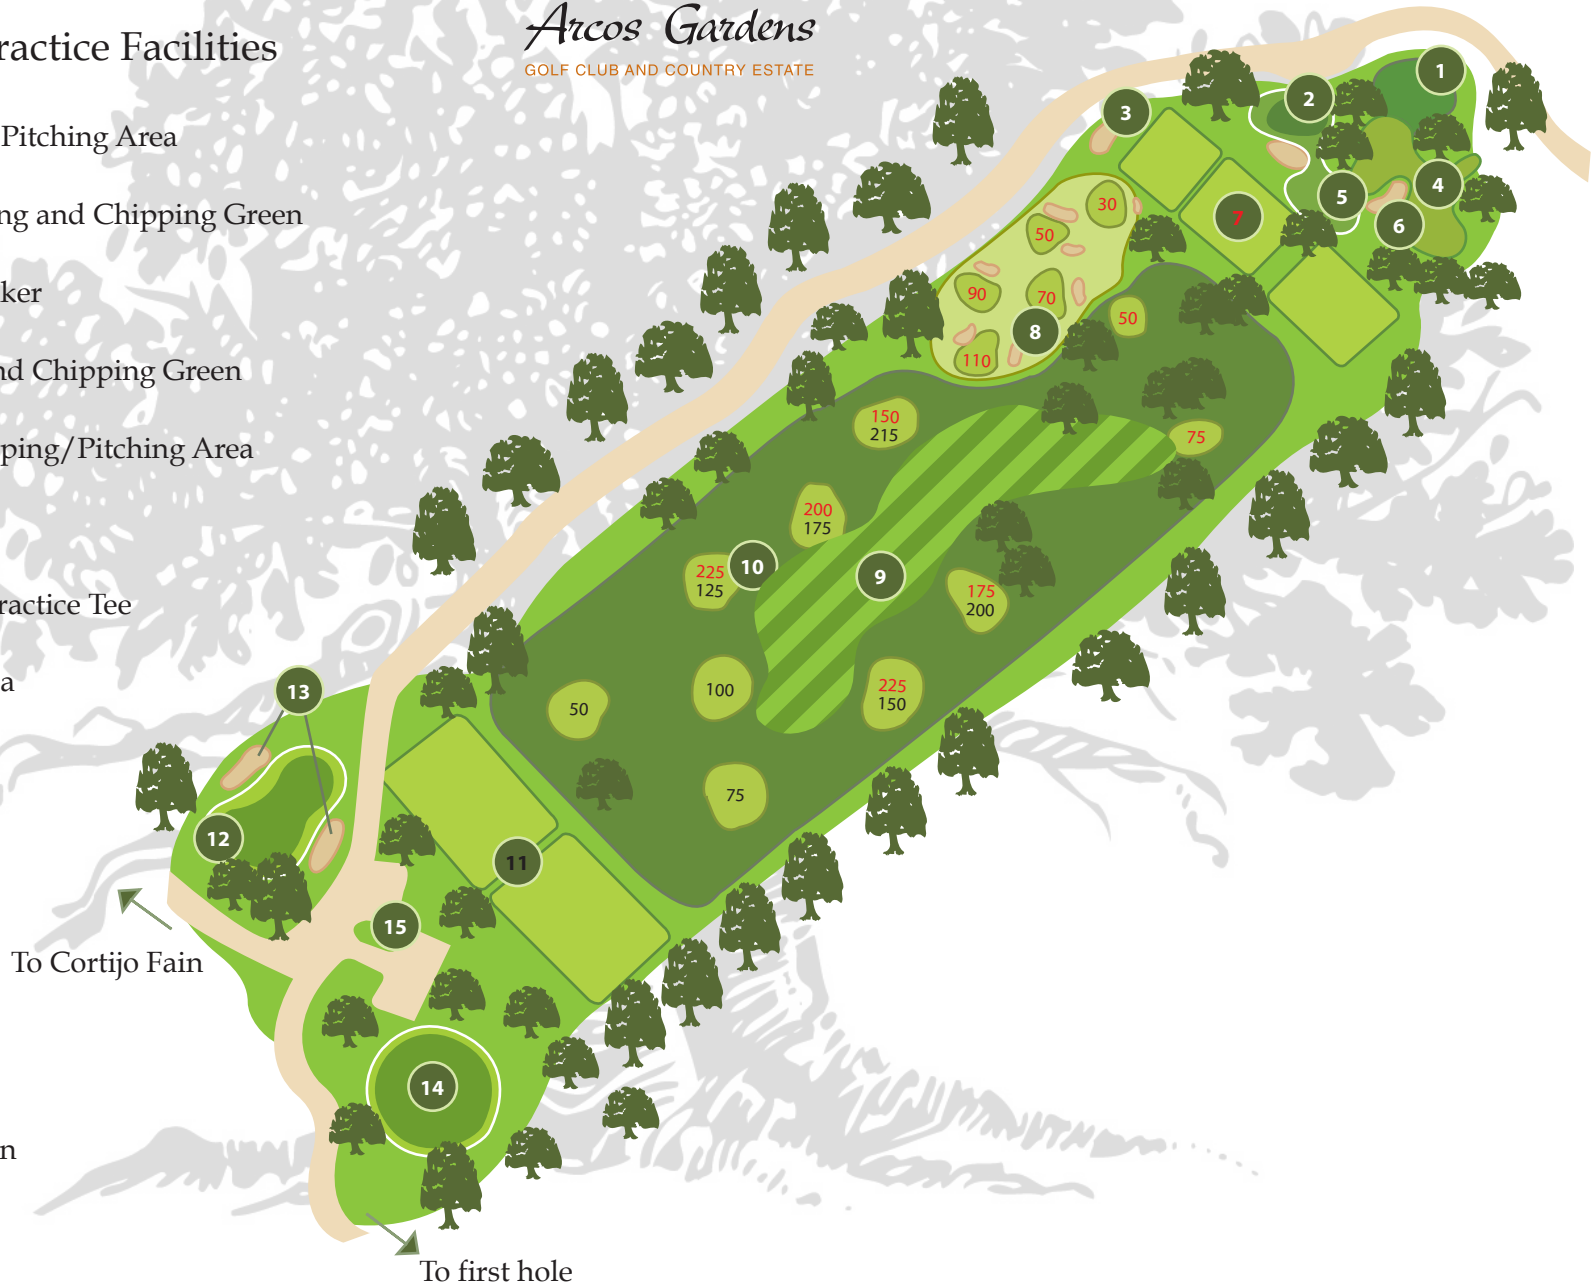 Arcos Gardens
GOLF CLUB AND COUNTRY ESTATE
ractice Facilities
Pitching Area
ng and Chipping Green
ker
nd Chipping Green
ping/Pitching Area
ractice Tee
a
n
1
2
3
4
5
6
7
30
50
90
70
8
110
50
150
215
75
200
175
225
125
10
9
175
200
50
100
225
150
75
13
12
11
15
14
To Cortijo Fain
To first hole